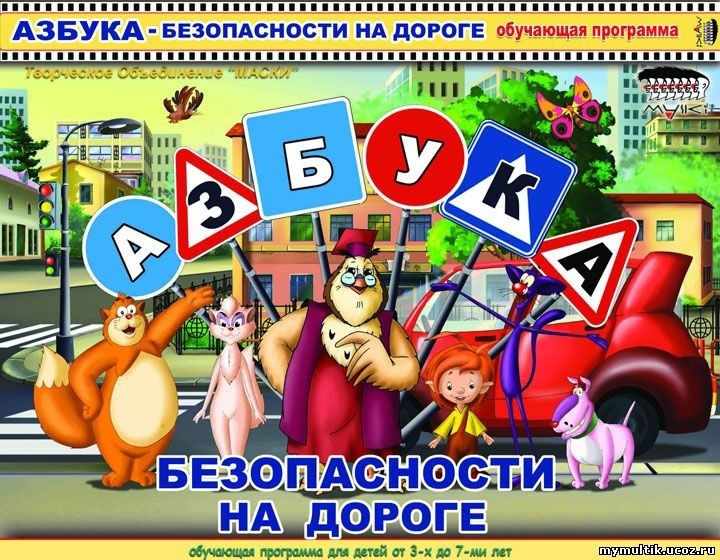 АЗБУКА - БЕЗОПАСНОСТИ НА ДОРОГЕ обучающая программа
Творческое Объединение "МАСКИ"
МАСКИ
АЗБУКА
БЕЗОПАСНОСТИ
НА ДОРОГЕ
обучающая программа для детей от 3-х до 7-ми лет
mymultik.ucoz.ru